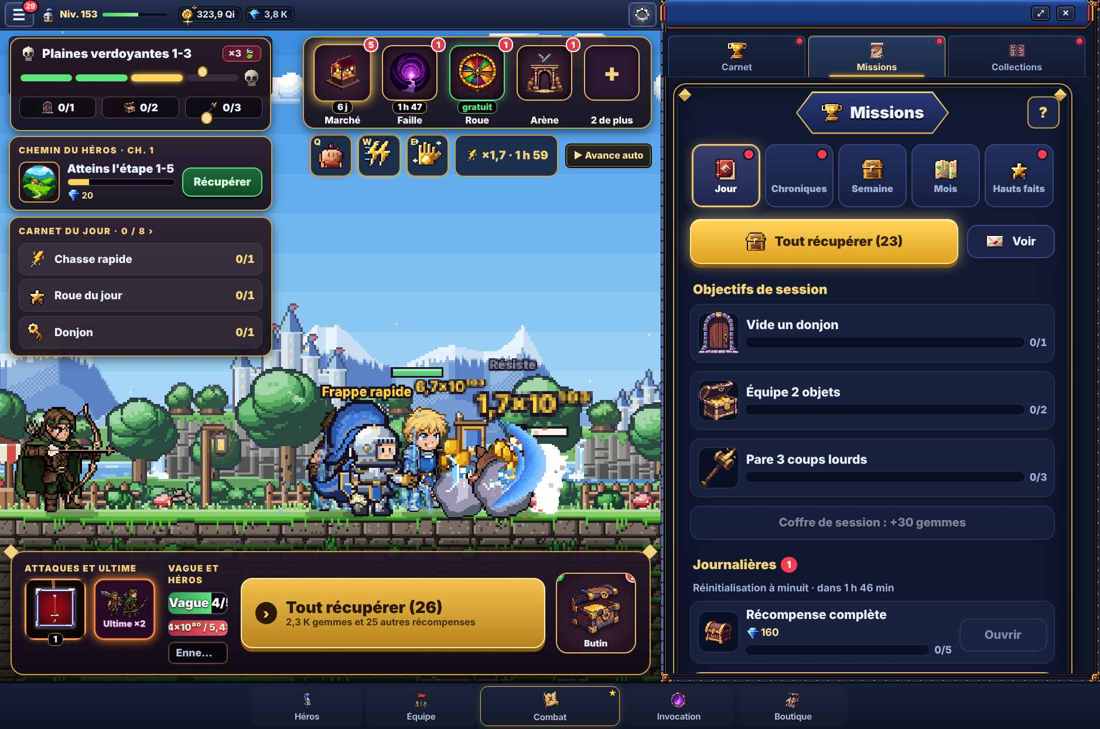 29
Niv. 153
323,9 Qi
3,8 K
Plaines verdoyantes 1-3
×3
0/1
0/2
0/3
CHEMIN DU HÉROS · CH. 1
Atteins l'étape 1-5
20
Récupérer
CARNET DU JOUR · 0 / 8 ›
Chasse rapide
0/1
Roue du jour
0/1
Donjon
0/1
5
1
1
1
6 j
1 h 47
gratuit
Marché
Faille
Roue
Arène
2 de plus
Q
W
E
×1,7 · 1 h 59
Avance auto
Résiste
Frappe rapide
6,7×10¹⁰³
1,7×10¹⁰³
ATTAQUES ET ULTIME
1
Ultime ×2
VAGUE ET HÉROS
Vague 4/
Enne...
Tout récupérer (26)
2,3 K gemmes et 25 autres récompenses
Butin
Héros
Équipe
Combat
Invocation
Boutique
Carnet
Missions
Collections
Missions
?
Jour
Chroniques
Semaine
Mois
Hauts faits
Tout récupérer (23)
Voir
Objectifs de session
Vide un donjon
0/1
Équipe 2 objets
0/2
Pare 3 coups lourds
0/3
Coffre de session : +30 gemmes
Journalières
1
Réinitialisation à minuit · dans 1 h 46 min
Récompense complète
160
0/5
Ouvrir